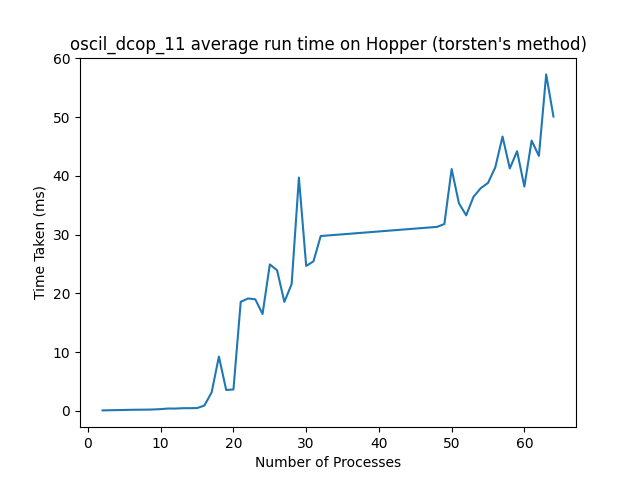 oscil_dcop_11 average run time on Hopper (torsten's method)
60
50
40
30
20
10
0
Time Taken (ms)
0 10 20 30 40 50 60
Number of Processes